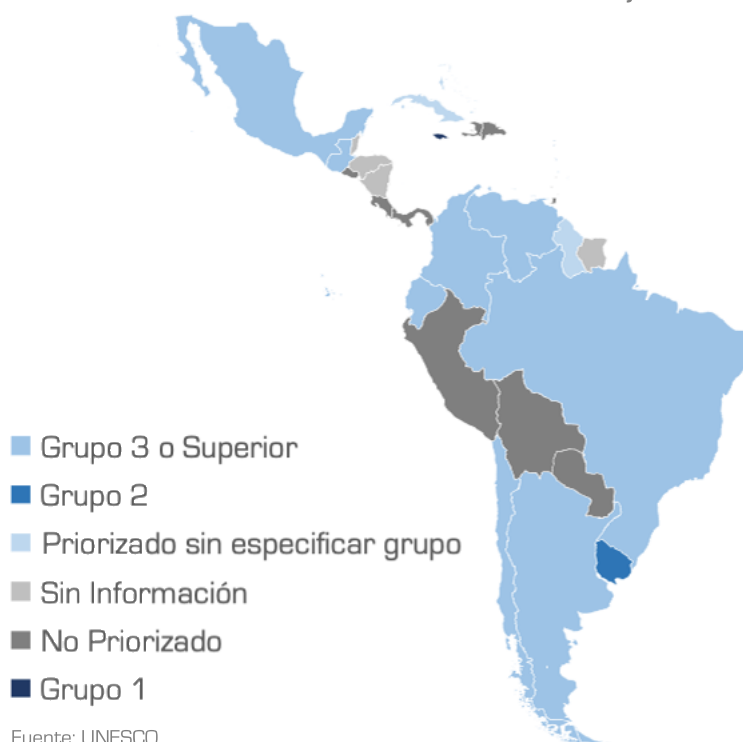 Grupo 3 o Superior
Grupo 2
Priorizado sin especificar grupo
Sin Información
No Priorizado
Grupo 1
Fuente: UNESCO